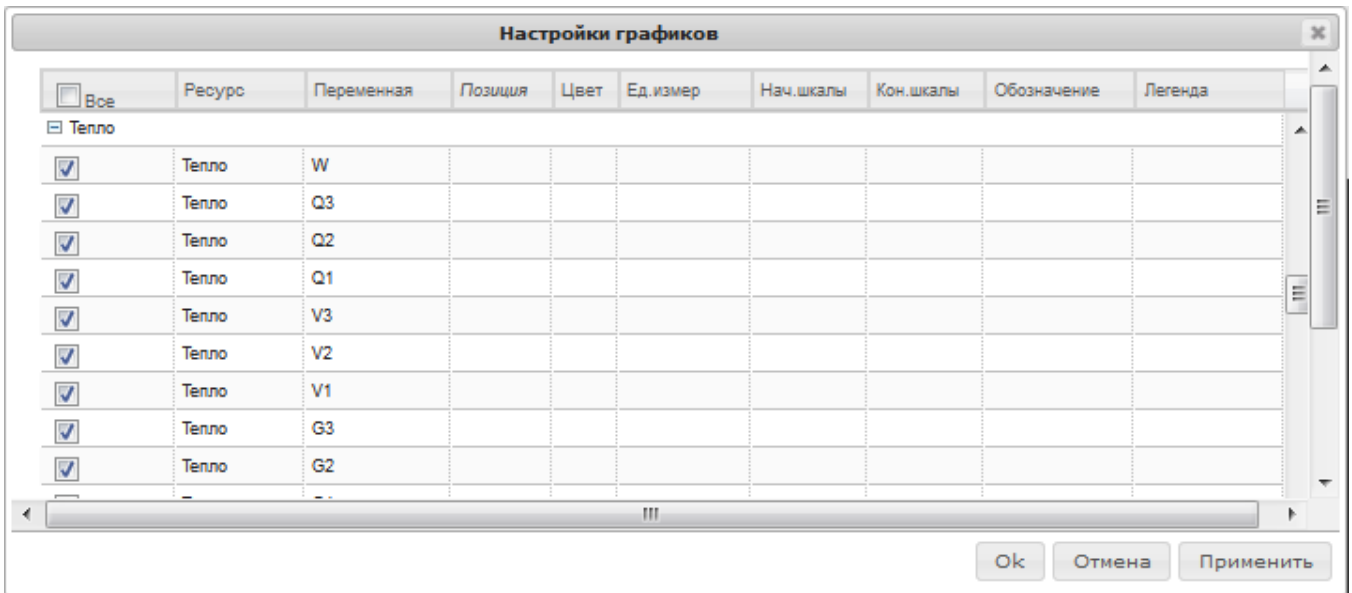 Настройки графиков
Все Ресурс Переменная Позиция Цвет Ед.измер Нач.шкалы Кон.шкалы Обозначение Легенда
Тепло
Тепло W
Тепло Q3
Тепло Q2
Тепло Q1
Тепло V3
Тепло V2
Тепло V1
Тепло G3
Тепло G2
Ok Отмена Применить